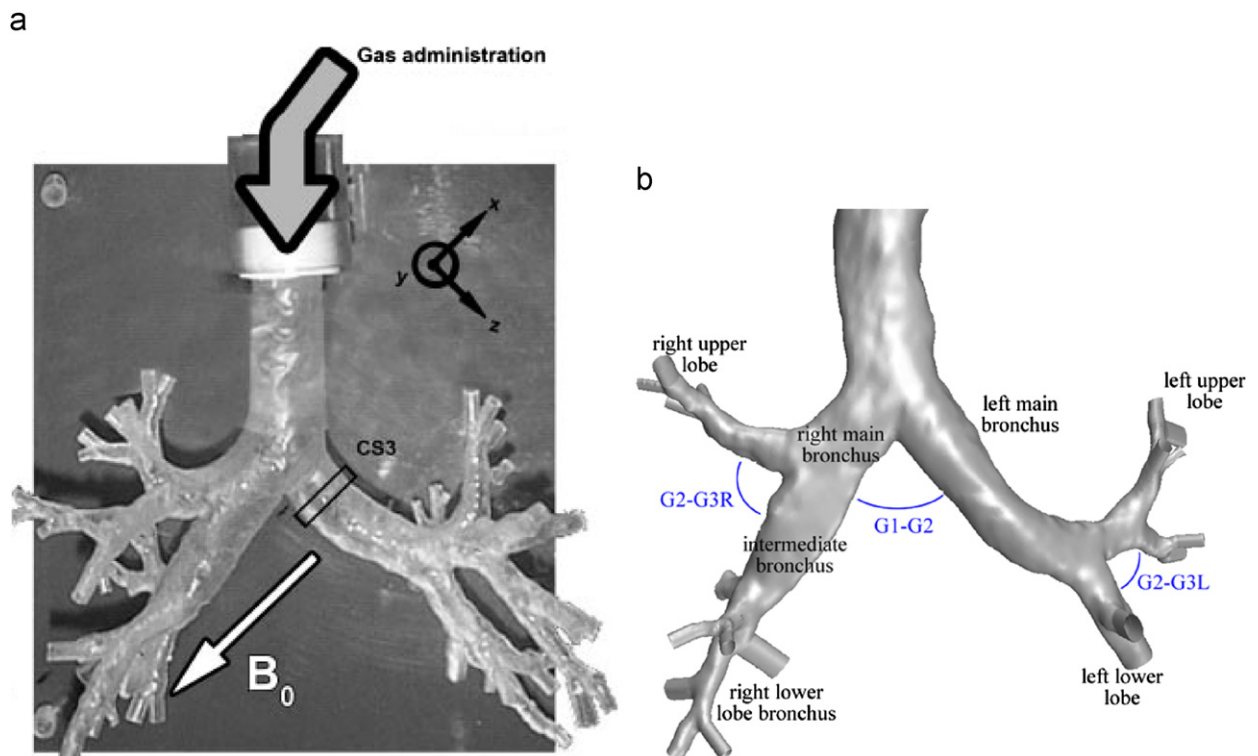 a
Gas administration
x
y
z
CS3
B0
b
right upper
lobe
left upper
lobe
left main
bronchus
right main
bronchus
G2-G3R
G1-G2
intermediate
bronchus
G2-G3L
right lower
lobe bronchus
left lower
lobe